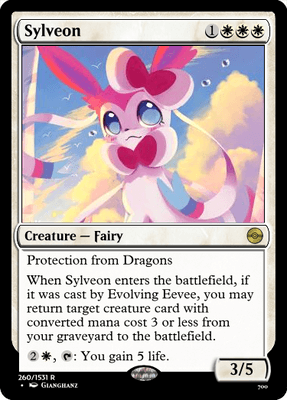 Sylveon 1
Creature — Fairy
Protection from Dragons
When Sylveon enters the battlefield, if
it was cast by Evolving Eevee, you may
return target creature card with
converted mana cost 3 or less from
your graveyard to the battlefield.
2 , : You gain 5 life.
3/5
260/1531 R
• Gianghanz
700